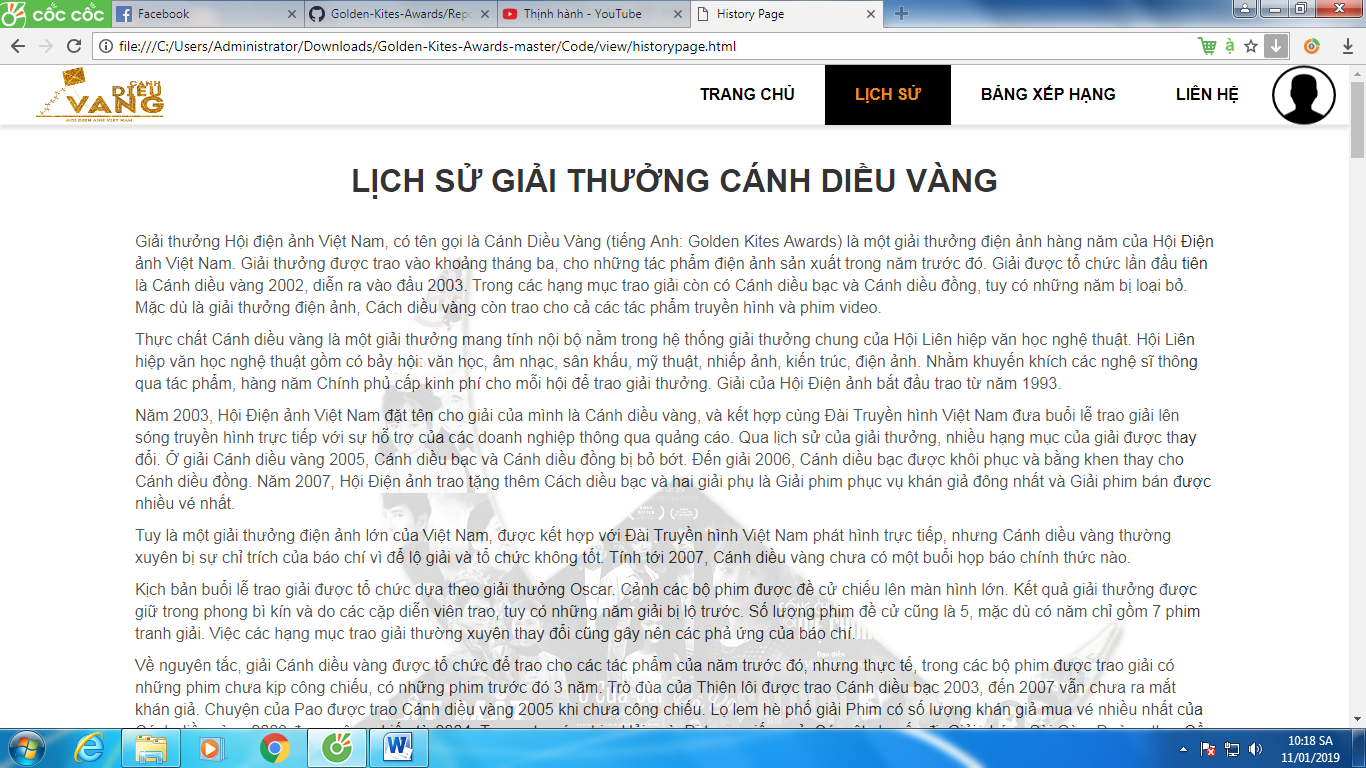 CỐC CỐC
Facebook
Golden-Kites-Awards/Repo
Thịnh hành - YouTube
History Page
file:///C:/Users/Administrator/Downloads/Golden-Kites-Awards-master/Code/view/historypage.html
CÁNH
DIỀU
VÀNG
HỘI ĐIỆN ẢNH VIỆT NAM
TRANG CHỦ
LỊCH SỬ
BẢNG XẾP HẠNG
LIÊN HỆ
LỊCH SỬ GIẢI THƯỞNG CÁNH DIỀU VÀNG
Giải thưởng Hội điện ảnh Việt Nam, có tên gọi là Cánh Diều Vàng (tiếng Anh: Golden Kites Awards) là một giải thưởng điện ảnh hàng năm của Hội Điện
ảnh Việt Nam. Giải thưởng được trao vào khoảng tháng ba, cho những tác phẩm điện ảnh sản xuất trong năm trước đó. Giải được tổ chức lần đầu tiên
là Cánh diều vàng 2002, diễn ra vào đầu 2003. Trong các hạng mục trao giải còn có Cánh diều bạc và Cánh diều đồng, tuy có những năm bị loại bỏ.
Mặc dù là giải thưởng điện ảnh, Cách diều vàng còn trao cho cả các tác phẩm truyền hình và phim video.
Thực chất Cánh diều vàng là một giải thưởng mang tính nội bộ nằm trong hệ thống giải thưởng chung của Hội Liên hiệp văn học nghệ thuật. Hội Liên
hiệp văn học nghệ thuật gồm có bảy hội: văn học, âm nhạc, sân khấu, mỹ thuật, nhiếp ảnh, kiến trúc, điện ảnh. Nhằm khuyến khích các nghệ sĩ thông
qua tác phẩm, hàng năm Chính phủ cấp kinh phí cho mỗi hội để trao giải thưởng. Giải của Hội Điện ảnh bắt đầu trao từ năm 1993.
Năm 2003, Hội Điện ảnh Việt Nam đặt tên cho giải của mình là Cánh diều vàng, và kết hợp cùng Đài Truyền hình Việt Nam đưa buổi lễ trao giải lên
sóng truyền hình trực tiếp với sự hỗ trợ của các doanh nghiệp thông qua quảng cáo. Qua lịch sử của giải thưởng, nhiều hạng mục của giải được thay
đổi. Ở giải Cánh diều vàng 2005, Cánh diều bạc và Cánh diều đồng bị bỏ bớt. Đến giải 2006, Cánh diều bạc được khôi phục và bằng khen thay cho
Cánh diều đồng. Năm 2007, Hội Điện ảnh trao tặng thêm Cách diều bạc và hai giải phụ là Giải phim phục vụ khán giả đông nhất và Giải phim bán được
nhiều vé nhất.
Tuy là một giải thưởng điện ảnh lớn của Việt Nam, được kết hợp với Đài Truyền hình Việt Nam phát hình trực tiếp, nhưng Cánh diều vàng thường
xuyên bị sự chỉ trích của báo chí vì để lộ giải và tổ chức không tốt. Tính tới 2007, Cánh diều vàng chưa có một buổi họp báo chính thức nào.
Kịch bản buổi lễ trao giải được tổ chức dựa theo giải thưởng Oscar. Cảnh các bộ phim được đề cử chiếu lên màn hình lớn. Kết quả giải thưởng được
giữ trong phong bì kín và do các cặp diễn viên trao, tuy có những năm giải bị lộ trước. Số lượng phim đề cử cũng là 5, mặc dù có năm chỉ gồm 7 phim
tranh giải. Việc các hạng mục trao giải thường xuyên thay đổi cũng gây nên các phả ứng của báo chí.
Về nguyên tắc, giải Cánh diều vàng được tổ chức để trao cho các tác phẩm của năm trước đó, nhưng thực tế, trong các bộ phim được trao giải có
những phim chưa kịp công chiếu, có những phim trước đó 3 năm. Trò đùa của Thiên lôi được trao Cánh diều bạc 2003, đến 2007 vẫn chưa ra mắt
khán giả. Chuyện của Pao được trao Cánh diều vàng 2005 khi chưa công chiếu. Lọ lem hè phố giải Phim có số lượng khán giả mua vé nhiều nhất của
10:18 SA
11/01/2019